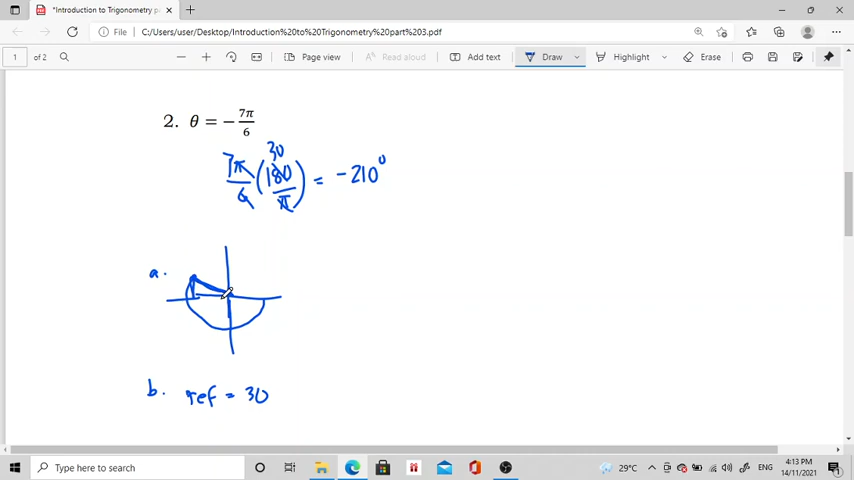 *Introduction to Trigonometry pa
File C:/Users/user/Desktop/Introduction%20to%20Trigonometry%20part%203.pdf
1 of 2 Page view Read aloud Add text Draw Highlight Erase
2. θ = − 7π/6
7π/6 (180/π) = -210°
30
a.
b. ref = 30
Type here to search 29°C ENG 4:13 PM 14/11/2021